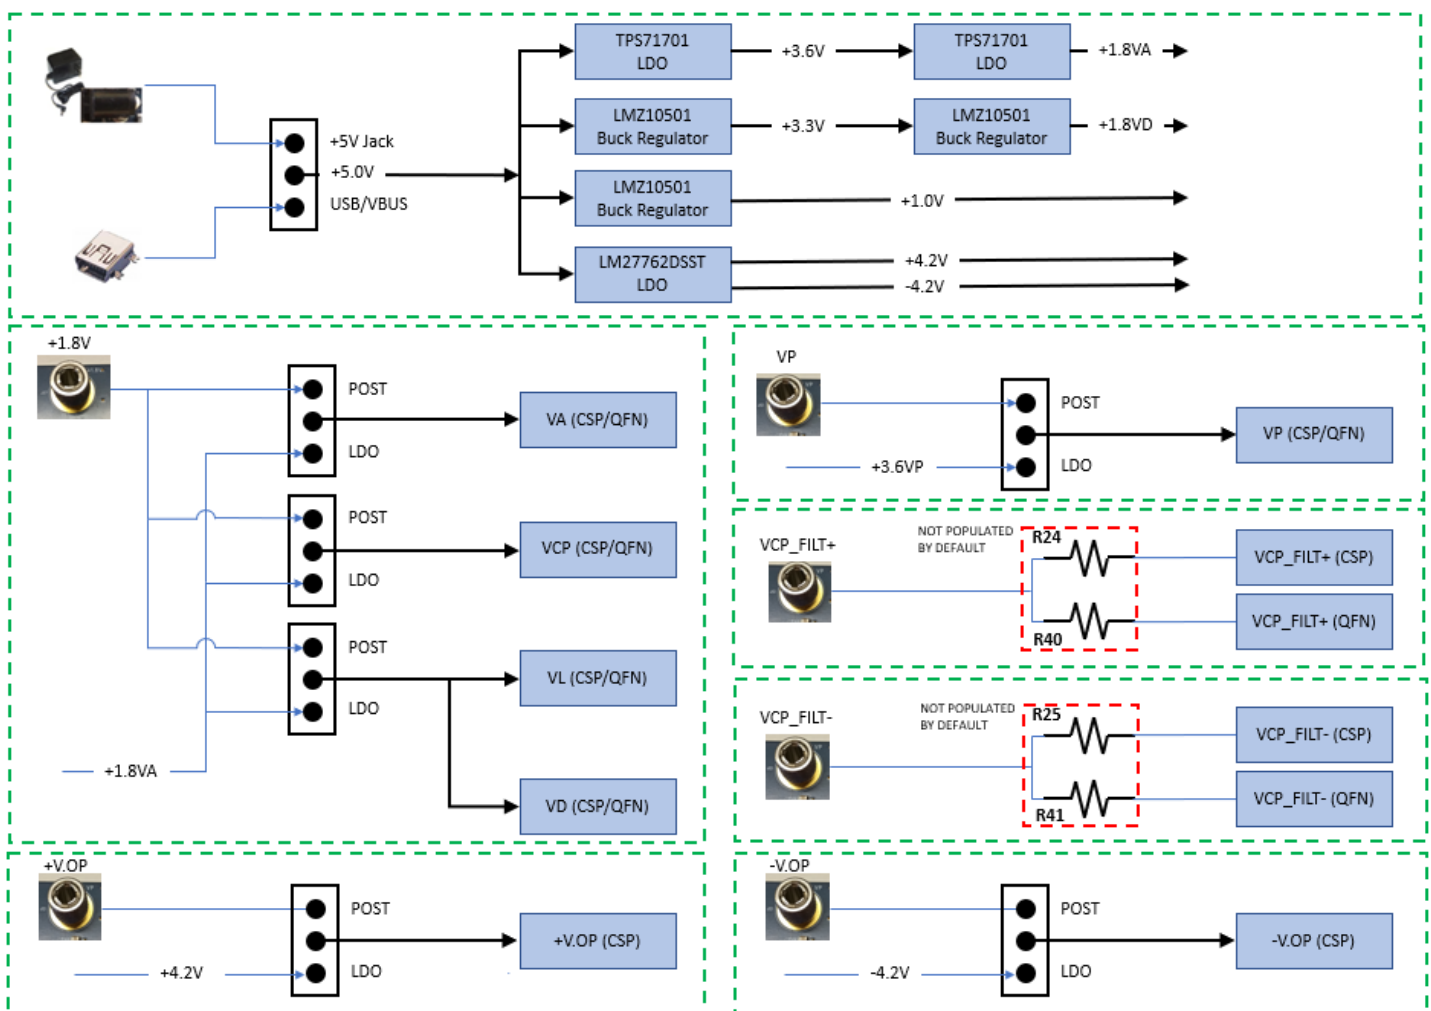 TPS71701
LDO
+3.6V
TPS71701
LDO
+1.8VA
LMZ10501
Buck Regulator
+3.3V
LMZ10501
Buck Regulator
+1.8VD
+5V Jack
+5.0V
USB/VBUS
LMZ10501
Buck Regulator
+1.0V
LM27762DSST
LDO
+4.2V
-4.2V
+1.8V
POST
LDO
VA (CSP/QFN)
POST
LDO
VCP (CSP/QFN)
POST
LDO
VL (CSP/QFN)
+1.8VA
VD (CSP/QFN)
VP
POST
+3.6VP
LDO
VP (CSP/QFN)
VCP_FILT+
NOT POPULATED
BY DEFAULT
R24
R40
VCP_FILT+ (CSP)
VCP_FILT+ (QFN)
VCP_FILT-
NOT POPULATED
BY DEFAULT
R25
R41
VCP_FILT- (CSP)
VCP_FILT- (QFN)
+V.OP
POST
+4.2V
LDO
+V.OP (CSP)
-V.OP
POST
-4.2V
LDO
-V.OP (CSP)